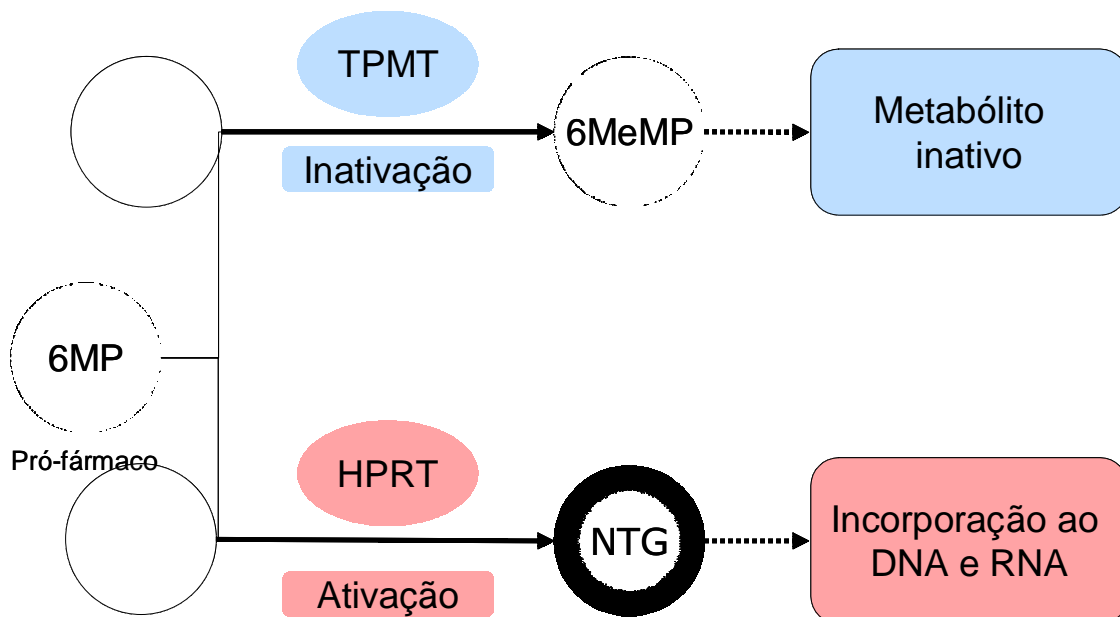 TPMT
6MeMP
Metabólito
inativo
Inativação
6MP
Pró-fármaco
HPRT
NTG
Incorporação ao
DNA e RNA
Ativação